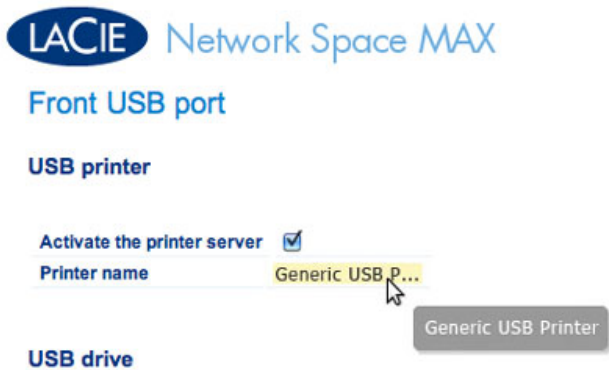 LACIE Network Space MAX
Front USB port
USB printer
Activate the printer server
Printer name Generic USB P...
Generic USB Printer
USB drive